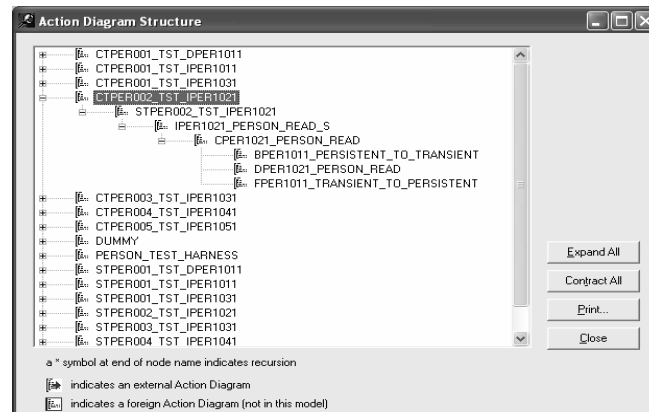 Action Diagram Structure
CTPER001_TST_DPER1011
CTPER001_TST_IPER1011
CTPER001_TST_IPER1031
CTPER002_TST_IPER1021
STPER002_TST_IPER1021
IPER1021_PERSON_READ_S
CPER1021_PERSON_READ
BPER1011_PERSISTENT_TO_TRANSIENT
DPER1021_PERSON_READ
FPER1011_TRANSIENT_TO_PERSISTENT
CTPER003_TST_IPER1031
CTPER004_TST_IPER1041
CTPER005_TST_IPER1051
DUMMY
PERSON_TEST_HARNESS
STPER001_TST_DPER1011
STPER001_TST_IPER1011
STPER001_TST_IPER1031
STPER002_TST_IPER1021
STPER003_TST_IPER1031
STPER004_TST_IPER1041
Expand All
Contract All
Print...
Close
a * symbol at end of node name indicates recursion
indicates an external Action Diagram
indicates a foreign Action Diagram (not in this model)